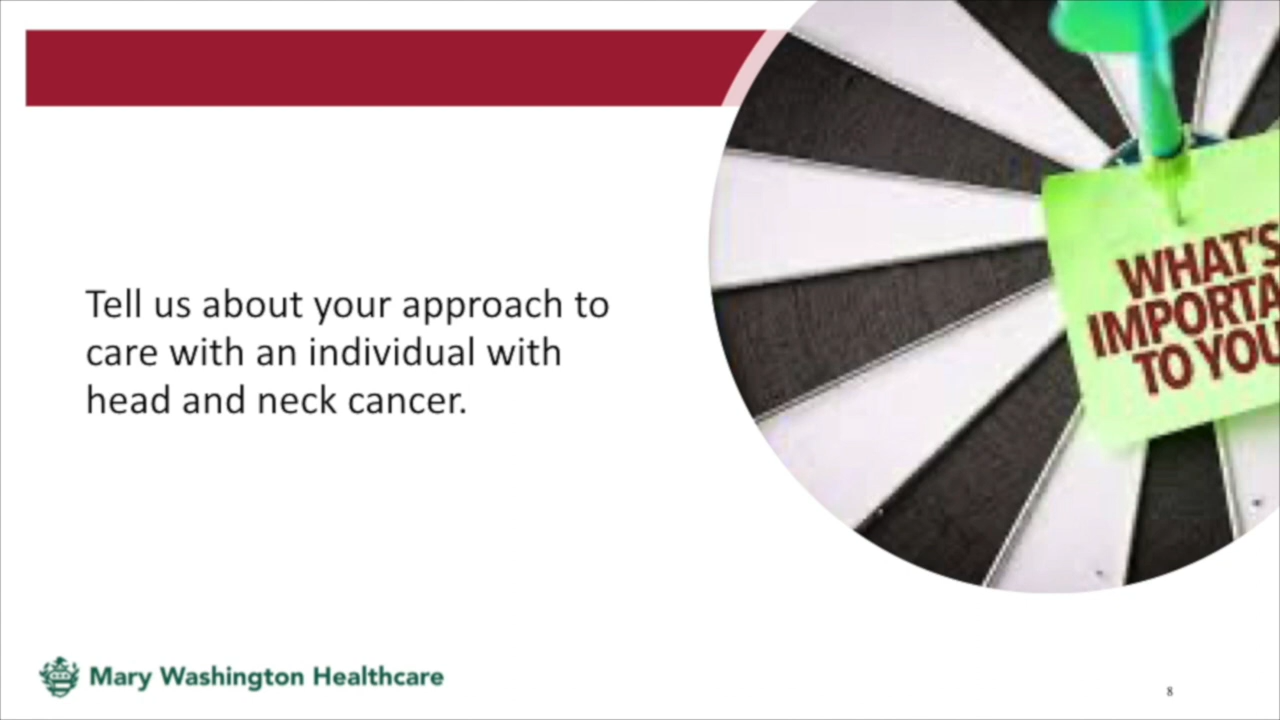 Tell us about your approach to
care with an individual with
head and neck cancer.
WHAT'S
IMPORTA
TO YOU
Mary Washington Healthcare
8